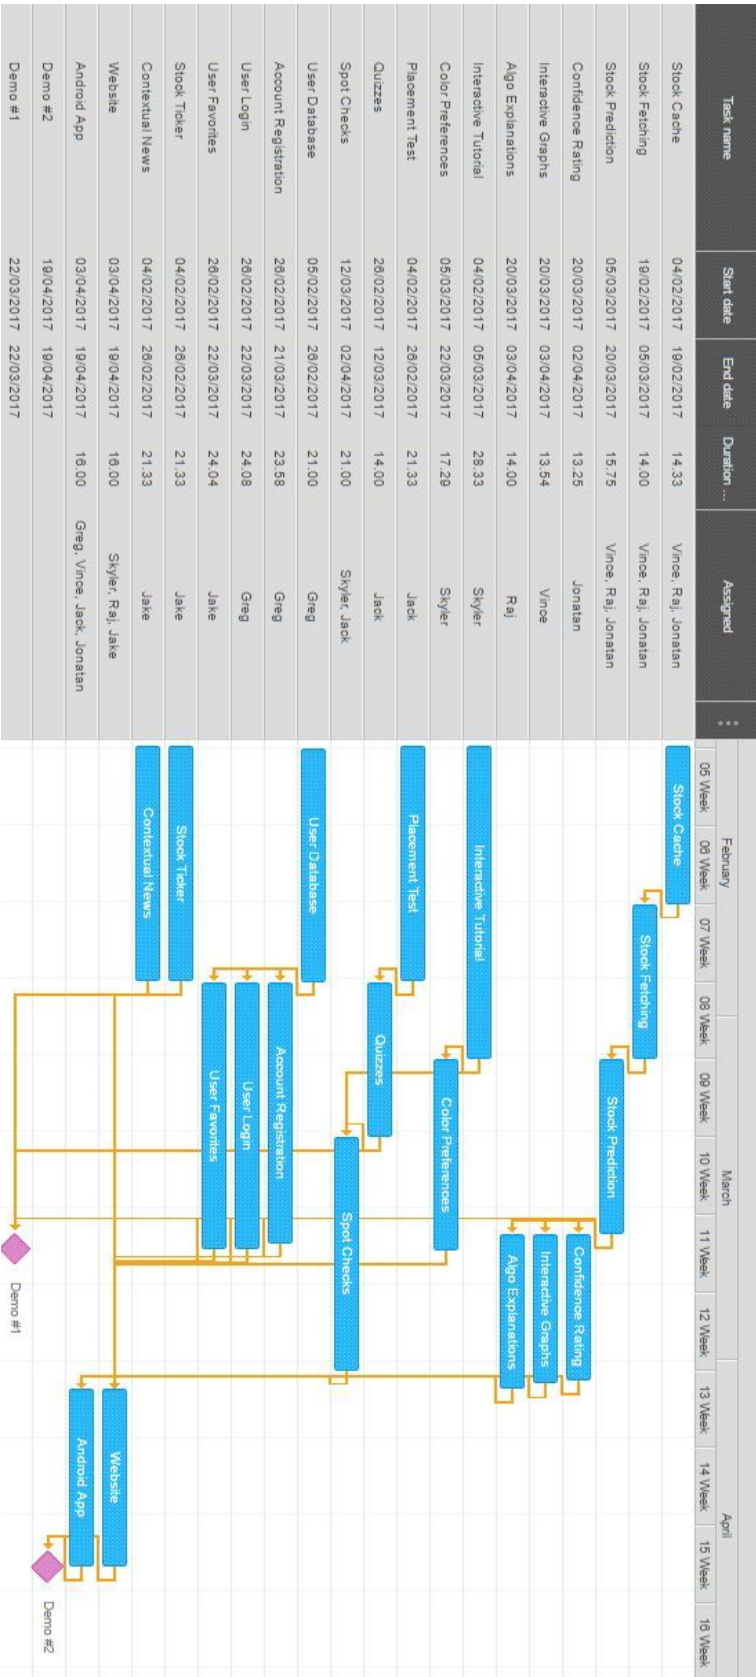 Task name Start date End date Duration ... Assigned
February March April
05 Week 06 Week 07 Week 08 Week 09 Week 10 Week 11 Week 12 Week 13 Week 14 Week 15 Week 16 Week
Stock Cache 04/02/2017 19/02/2017 14.33 Vince, Raj, Jonatan Stock Cache
Stock Fetching 19/02/2017 05/03/2017 14.00 Vince, Raj, Jonatan Stock Fetching
Stock Prediction 05/03/2017 20/03/2017 15.75 Vince, Raj, Jonatan Stock Prediction
Confidence Rating 20/03/2017 02/04/2017 13.25 Jonatan Confidence Rating
Interactive Graphs 20/03/2017 03/04/2017 13.54 Vince Interactive Graphs
Algo Explanations 20/03/2017 03/04/2017 14.00 Raj Algo Explanations
Interactive Tutorial 04/02/2017 05/03/2017 28.33 Skyler Interactive Tutorial
Color Preferences 05/03/2017 22/03/2017 17.29 Skyler Color Preferences
Placement Test 04/02/2017 26/02/2017 21.33 Jack Placement Test
Quizzes 26/02/2017 12/03/2017 14.00 Jack Quizzes
Spot Checks 12/03/2017 02/04/2017 21.00 Skyler, Jack Spot Checks
User Database 05/02/2017 26/02/2017 21.00 Greg User Database
Account Registration 26/02/2017 21/03/2017 23.58 Greg Account Registration
User Login 26/02/2017 22/03/2017 24.08 Greg User Login
User Favorites 26/02/2017 22/03/2017 24.04 Jake User Favorites
Stock Ticker 04/02/2017 26/02/2017 21.33 Jake Stock Ticker
Contextual News 04/02/2017 26/02/2017 21.33 Jake Contextual News
Website 03/04/2017 19/04/2017 16.00 Skyler, Raj, Jake Website
Android App 03/04/2017 19/04/2017 16.00 Greg, Vince, Jack, Jonatan Android App
Demo #2 19/04/2017 19/04/2017 Demo #2
Demo #1 22/03/2017 22/03/2017 Demo #1